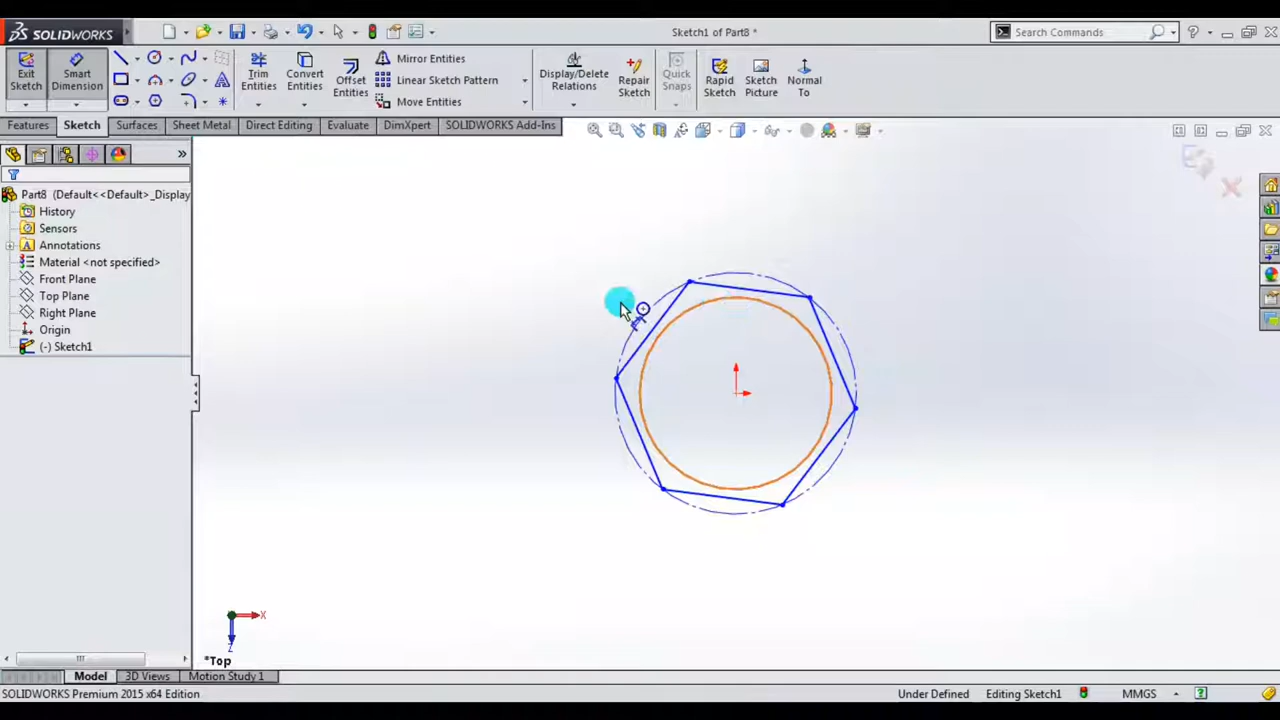 SOLIDWORKS
Sketch1 of Part8 *
Search Commands
Exit Sketch
Smart Dimension
Trim Entities
Convert Entities
Offset Entities
Mirror Entities
Linear Sketch Pattern
Move Entities
Display/Delete Relations
Repair Sketch
Quick Snaps
Rapid Sketch
Sketch Picture
Normal To
Features
Sketch
Surfaces
Sheet Metal
Direct Editing
Evaluate
DimXpert
SOLIDWORKS Add-Ins
Part8 (Default<<Default>_Display
History
Sensors
Annotations
Material <not specified>
Front Plane
Top Plane
Right Plane
Origin
(-) Sketch1
X
Z
*Top
Model
3D Views
Motion Study 1
SOLIDWORKS Premium 2015 x64 Edition
Under Defined
Editing Sketch1
MMGS